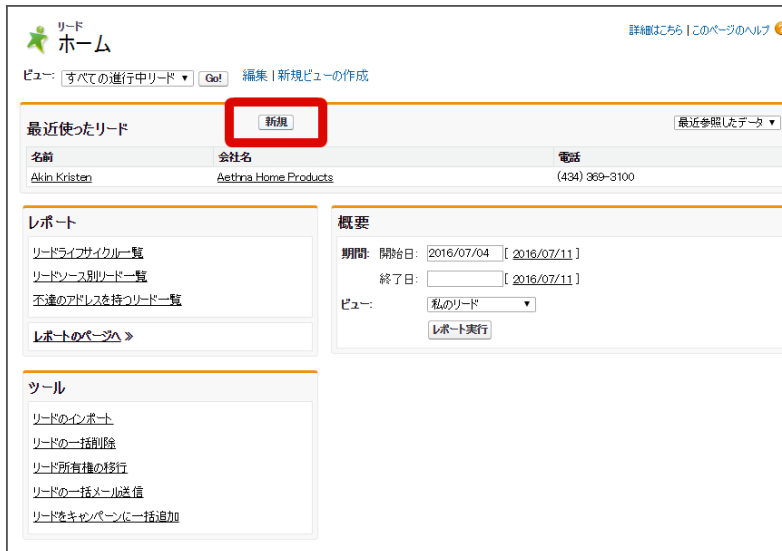 リード
ホーム
詳細はこちら | このページのヘルプ
ビュー: すべての進行中リード Go! 編集 | 新規ビューの作成
最近使ったリード 新規 最近参照したデータ
名前 会社名 電話
Akin Kristen Aethna Home Products (434) 369-3100
レポート
リードライフサイクル一覧
リードソース別リード一覧
不達のアドレスを持つリード一覧
レポートのページへ »
概要
期間: 開始日: 2016/07/04 [ 2016/07/11 ]
終了日: [ 2016/07/11 ]
ビュー: 私のリード
レポート実行
ツール
リードのインポート
リードの一括削除
リード所有権の移行
リードの一括メール送信
リードをキャンペーンに一括追加